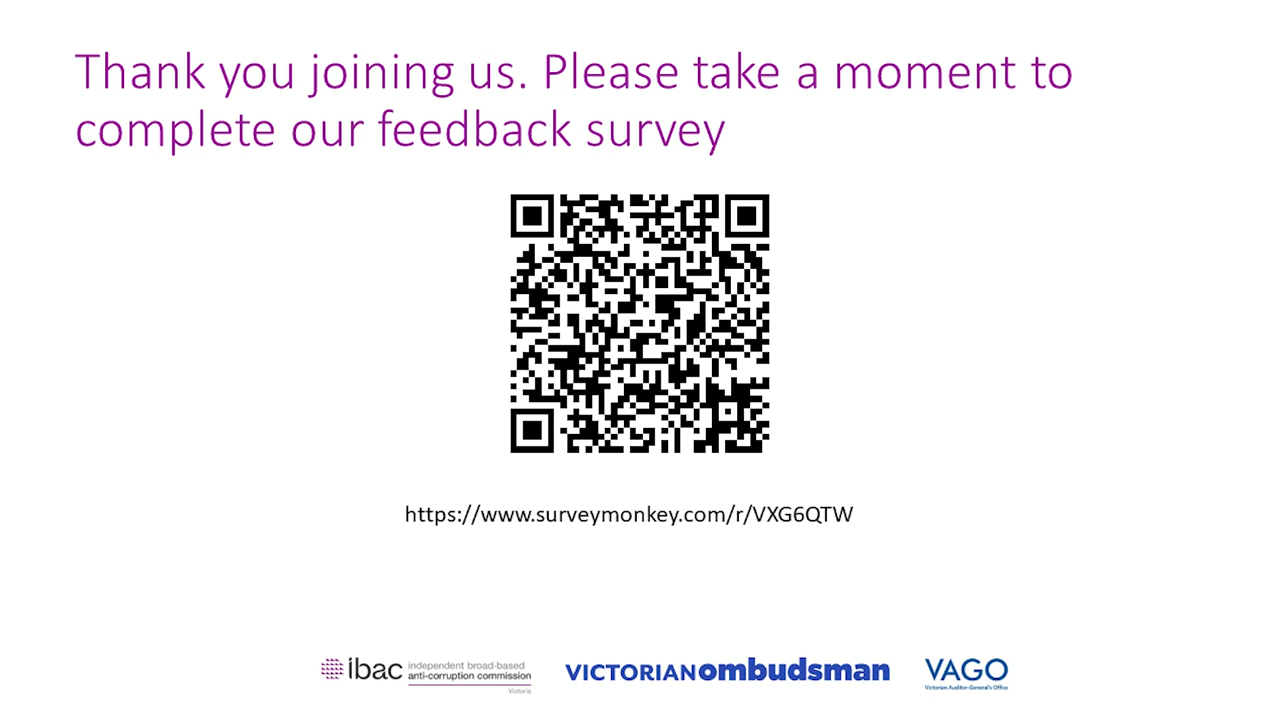 Thank you joining us. Please take a moment to
complete our feedback survey
https://www.surveymonkey.com/r/VXG6QTW
ibac independent broad-based
anti-corruption commission
Victoria
VICTORIANombudsman
VAGO
Victorian Auditor-General's Office